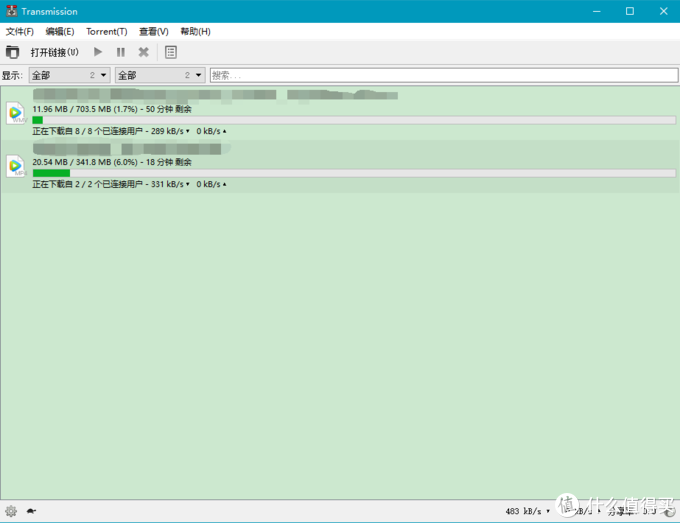 Transmission
文件(F) 编辑(E) Torrent(T) 查看(V) 帮助(H)
打开链接(U)
显示: 全部 2 全部 2 搜索...
11.96 MB / 703.5 MB (1.7%) - 50 分钟 剩余
WMV
正在下载自 8 / 8 个已连接用户 - 289 kB/s▾ 0 kB/s▴
20.54 MB / 341.8 MB (6.0%) - 18 分钟 剩余
MP4
正在下载自 2 / 2 个已连接用户 - 331 kB/s▾ 0 kB/s▴
483 kB/s ▾ kB/s ▴ 分享率: 0.0
值 什么值得买